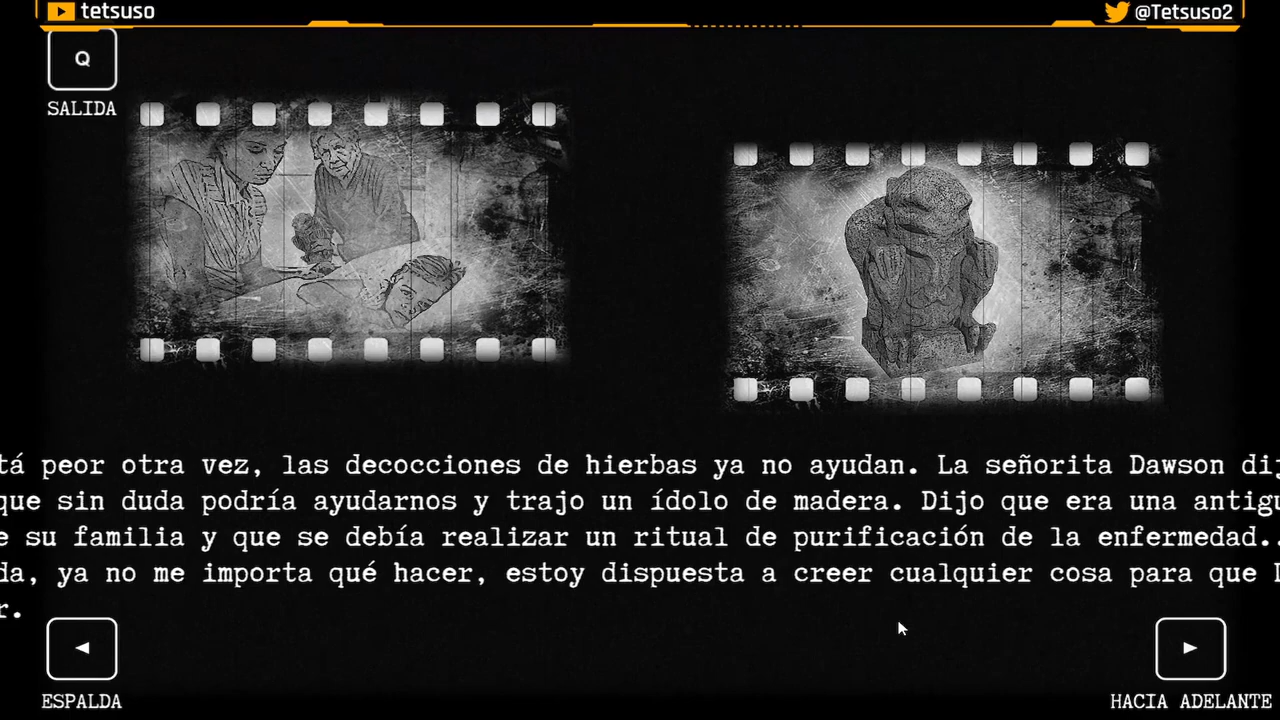 tetsuso
@Tetsuso2
Q
SALIDA
tá peor otra vez, las decocciones de hierbas ya no ayudan. La señorita Dawson dij
que sin duda podría ayudarnos y trajo un ídolo de madera. Dijo que era una antigu
e su familia y que se debía realizar un ritual de purificación de la enfermedad..
da, ya no me importa qué hacer, estoy dispuesta a creer cualquier cosa para que
r.
ESPALDA
HACIA ADELANTE